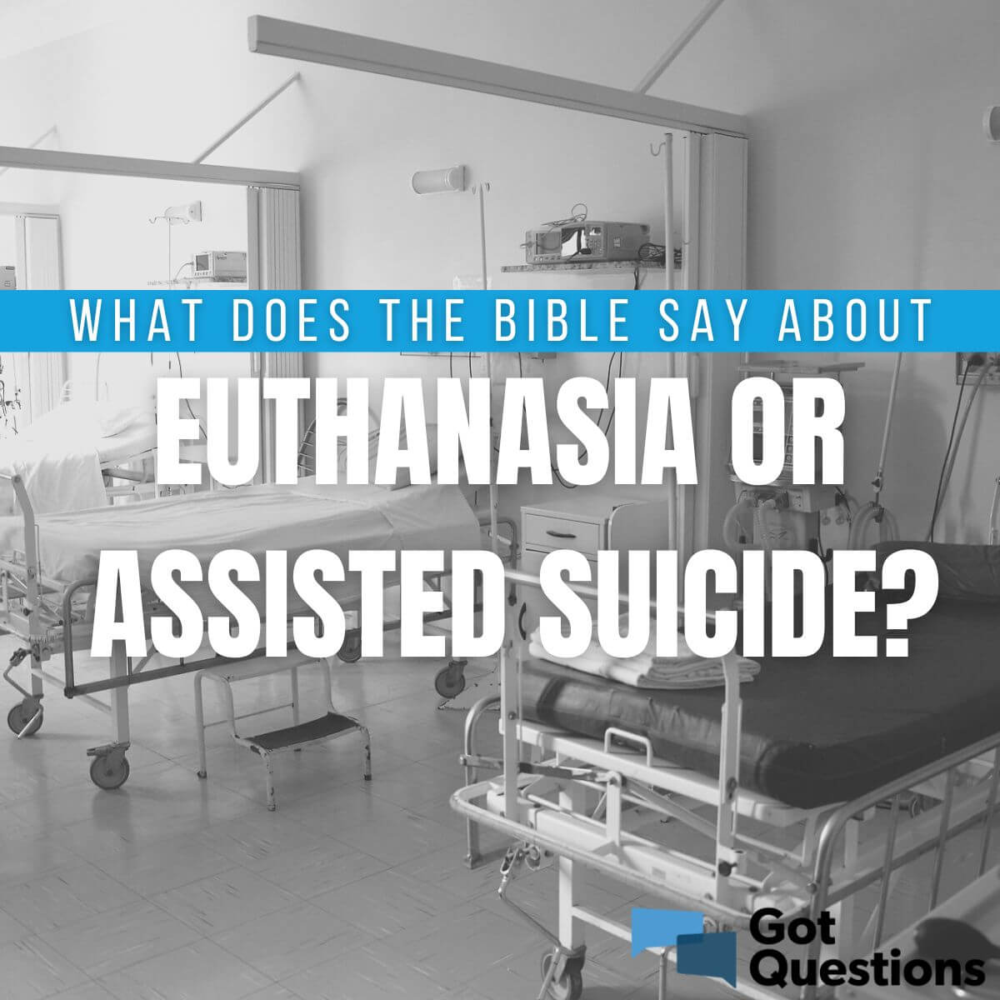 WHAT DOES THE BIBLE SAY ABOUT
EUTHANASIA OR
ASSISTED SUICIDE?
Got
Questions